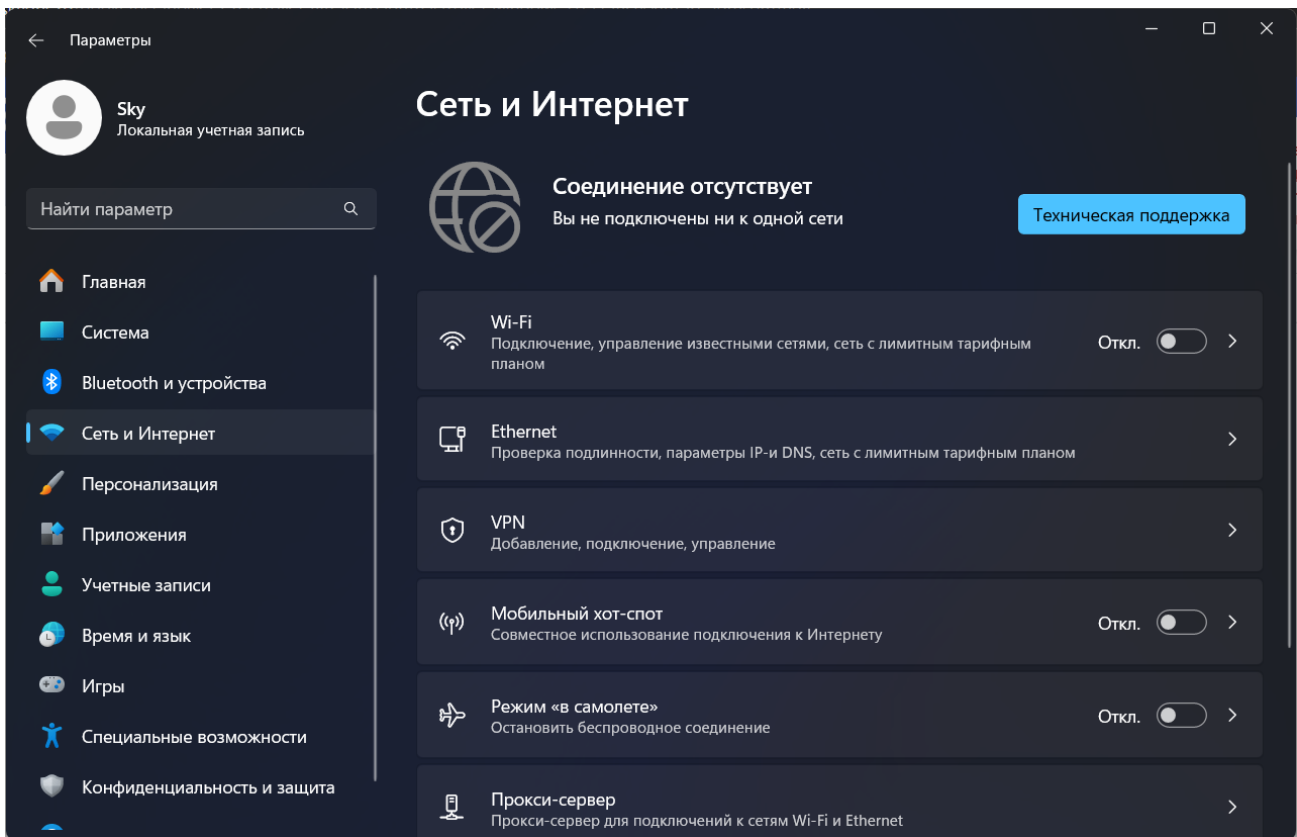 Параметры
Sky
Локальная учетная запись
Найти параметр
Главная
Система
Bluetooth и устройства
Сеть и Интернет
Персонализация
Приложения
Учетные записи
Время и язык
Игры
Специальные возможности
Конфиденциальность и защита
Сеть и Интернет
Соединение отсутствует
Вы не подключены ни к одной сети
Техническая поддержка
Wi-Fi
Подключение, управление известными сетями, сеть с лимитным тарифным
планом
Откл.
Ethernet
Проверка подлинности, параметры IP-и DNS, сеть с лимитным тарифным планом
VPN
Добавление, подключение, управление
Мобильный хот-спот
Совместное использование подключения к Интернету
Откл.
Режим «в самолете»
Остановить беспроводное соединение
Откл.
Прокси-сервер
Прокси-сервер для подключений к сетям Wi-Fi и Ethernet